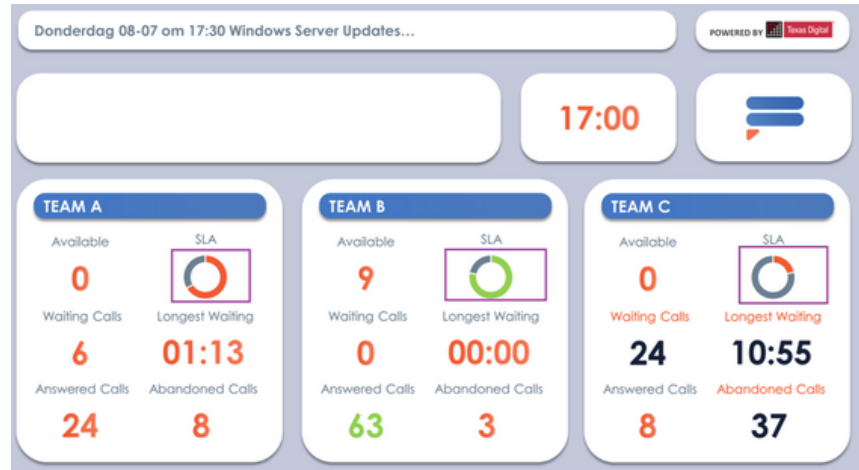 Donderdag 08-07 om 17:30 Windows Server Updates...
POWERED BY Texas Digital
17:00
TEAM A
Available SLA
0
Waiting Calls Longest Waiting
6 01:13
Answered Calls Abandoned Calls
24 8
TEAM B
Available SLA
9
Waiting Calls Longest Waiting
0 00:00
Answered Calls Abandoned Calls
63 3
TEAM C
Available SLA
0
Waiting Calls Longest Waiting
24 10:55
Answered Calls Abandoned Calls
8 37